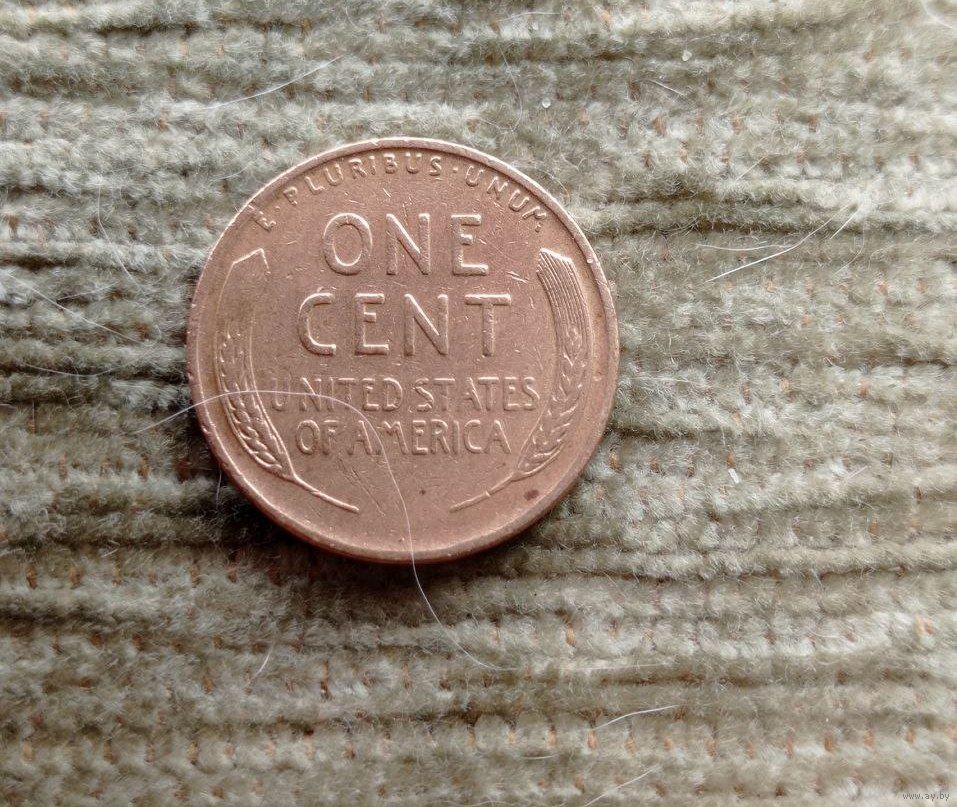 E · PLURIBUS · UNUM
ONE
CENT
UNITED STATES
OF AMERICA
www.ay.by